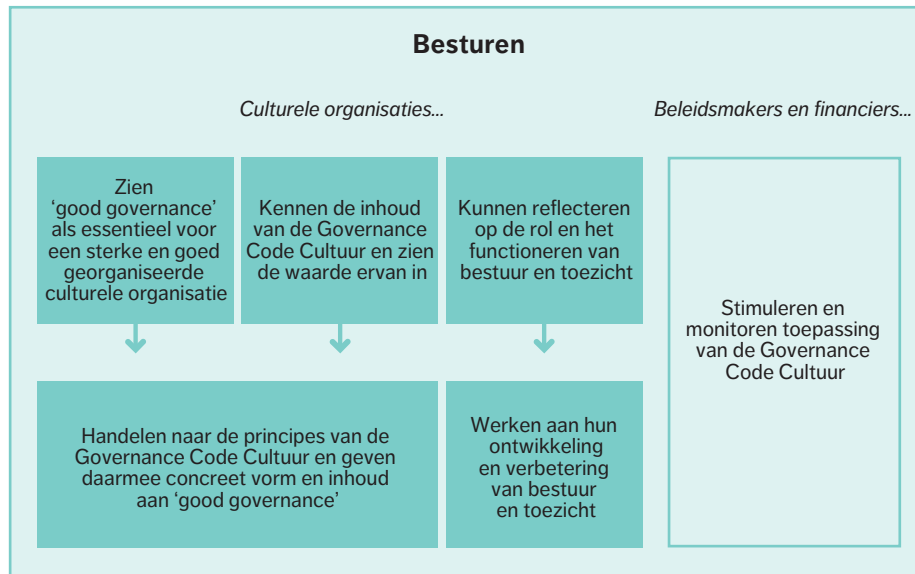 Besturen
Culturele organisaties...
Beleidsmakers en financiers...
Zien
‘good governance’
als essentieel voor
een sterke en goed
georganiseerde
culturele organisatie
Kennen de inhoud
van de Governance
Code Cultuur en zien
de waarde ervan in
Kunnen reflecteren
op de rol en het
functioneren van
bestuur en toezicht
Handelen naar de principes van de
Governance Code Cultuur en geven
daarmee concreet vorm en inhoud
aan ‘good governance’
Werken aan hun
ontwikkeling
en verbetering
van bestuur
en toezicht
Stimuleren en
monitoren toepassing
van de Governance
Code Cultuur